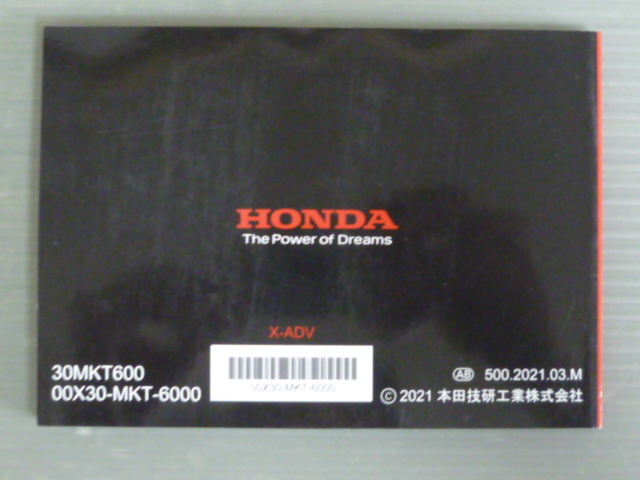 HONDA
The Power of Dreams
X-ADV
30MKT600
00X30-MKT-6000
00X30-MKT-6000
AB 500.2021.03.M
©2021 本田技研工業株式会社